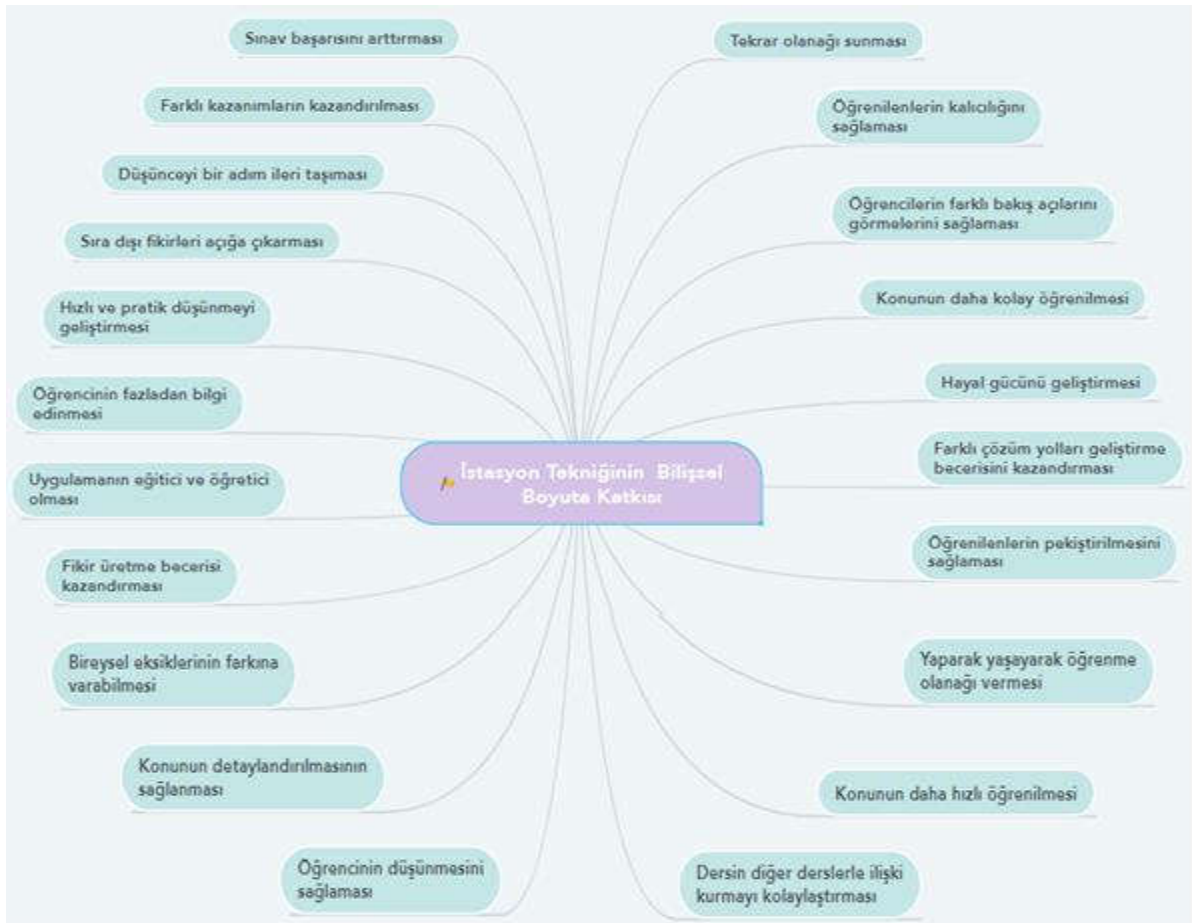 Sınav başarısını arttırması
Farklı kazanımların kazandırılması
Düşünceyi bir adım ileri taşıması
Sıra dışı fikirleri açığa çıkarması
Hızlı ve pratik düşünmeyi
geliştirmesi
Öğrencinin fazladan bilgi
edinmesi
Uygulamanın eğitici ve öğretici
olması
Fikir üretme becerisi
kazandırması
Bireysel eksiklerinin farkına
varabilmesi
Konunun detaylandırılmasının
sağlanması
Öğrencinin düşünmesini
sağlaması
İstasyon Tekniğinin Bilişsel
Boyuta Katkısı
Tekrar olanağı sunması
Öğrenilenlerin kalıcılığını
sağlaması
Öğrencilerin farklı bakış açılarını
görmelerini sağlaması
Konunun daha kolay öğrenilmesi
Hayal gücünü geliştirmesi
Farklı çözüm yolları geliştirme
becerisini kazandırması
Öğrenilenlerin pekiştirilmesini
sağlaması
Yaparak yaşayarak öğrenme
olanağı vermesi
Konunun daha hızlı öğrenilmesi
Dersin diğer derslerle ilişki
kurmayı kolaylaştırması